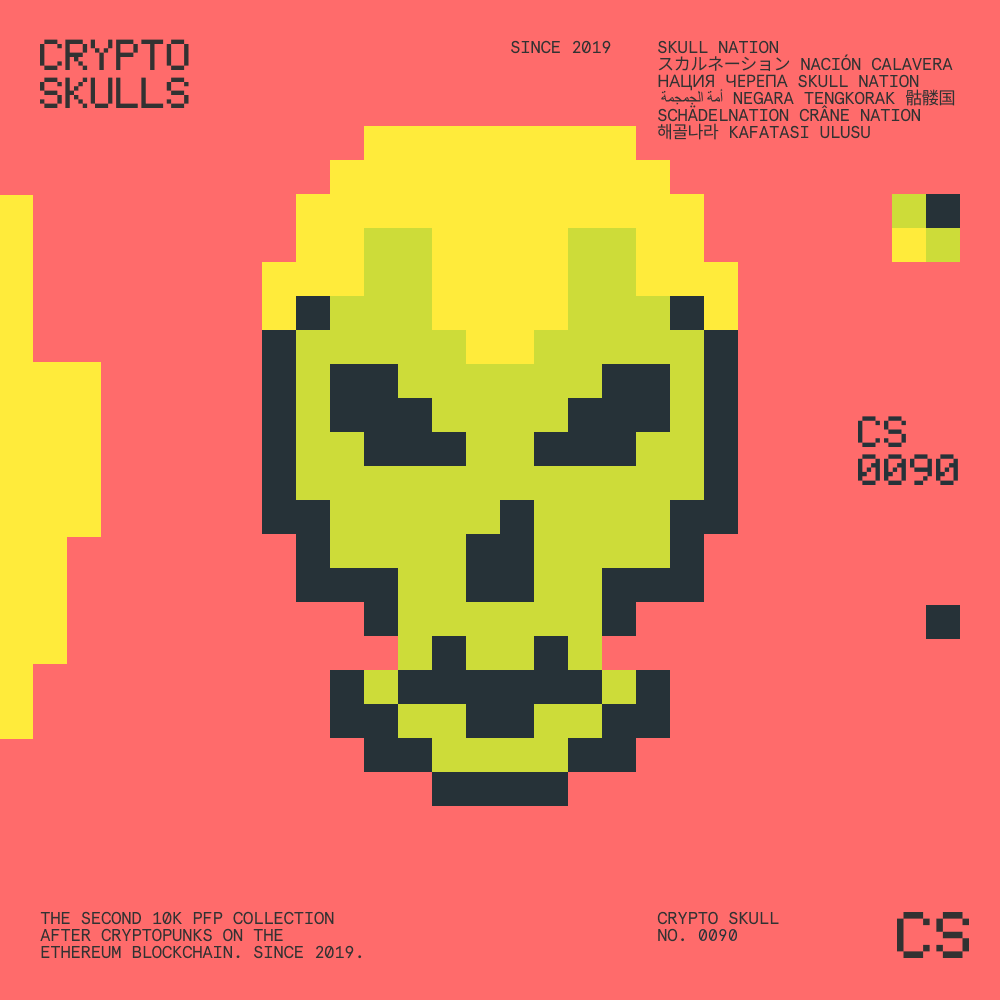 CRYPTO
SKULLS
SINCE 2019
SKULL NATION
スカルネーション NACIÓN CALAVERA
НАЦИЯ ЧЕРЕПА SKULL NATION
أمة الجمجمة NEGARA TENGKORAK 骷髅国
SCHÄDELNATION CRÂNE NATION
해골나라 KAFATASI ULUSU
CS
0090
THE SECOND 10K PFP COLLECTION
AFTER CRYPTOPUNKS ON THE
ETHEREUM BLOCKCHAIN. SINCE 2019.
CRYPTO SKULL
NO. 0090
CS